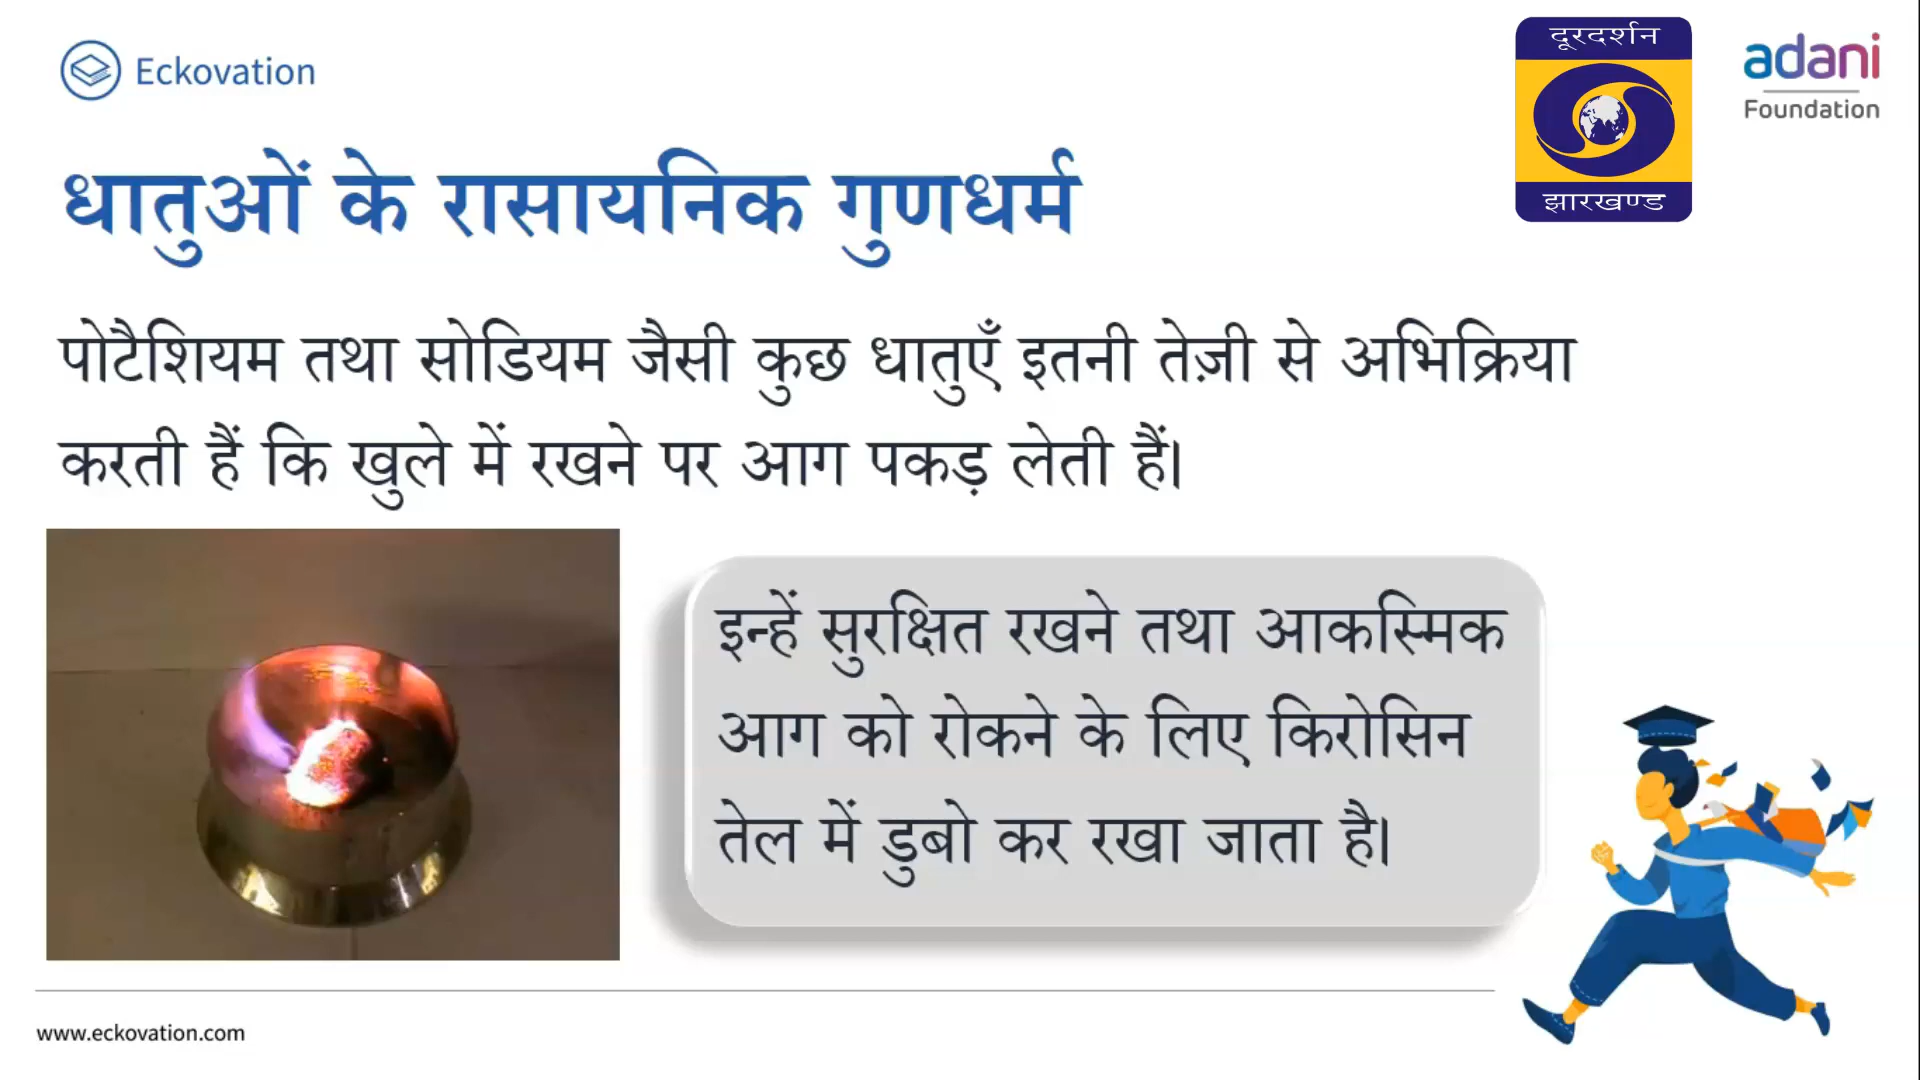 Eckovation
दूरदर्शन
झारखण्ड
adani
Foundation
धातुओं के रासायनिक गुणधर्म
पोटैशियम तथा सोडियम जैसी कुछ धातुएँ इतनी तेज़ी से अभिक्रिया
करती हैं कि खुले में रखने पर आग पकड़ लेती हैं।
इन्हें सुरक्षित रखने तथा आकस्मिक
आग को रोकने के लिए किरोसिन
तेल में डुबो कर रखा जाता है।
www.eckovation.com